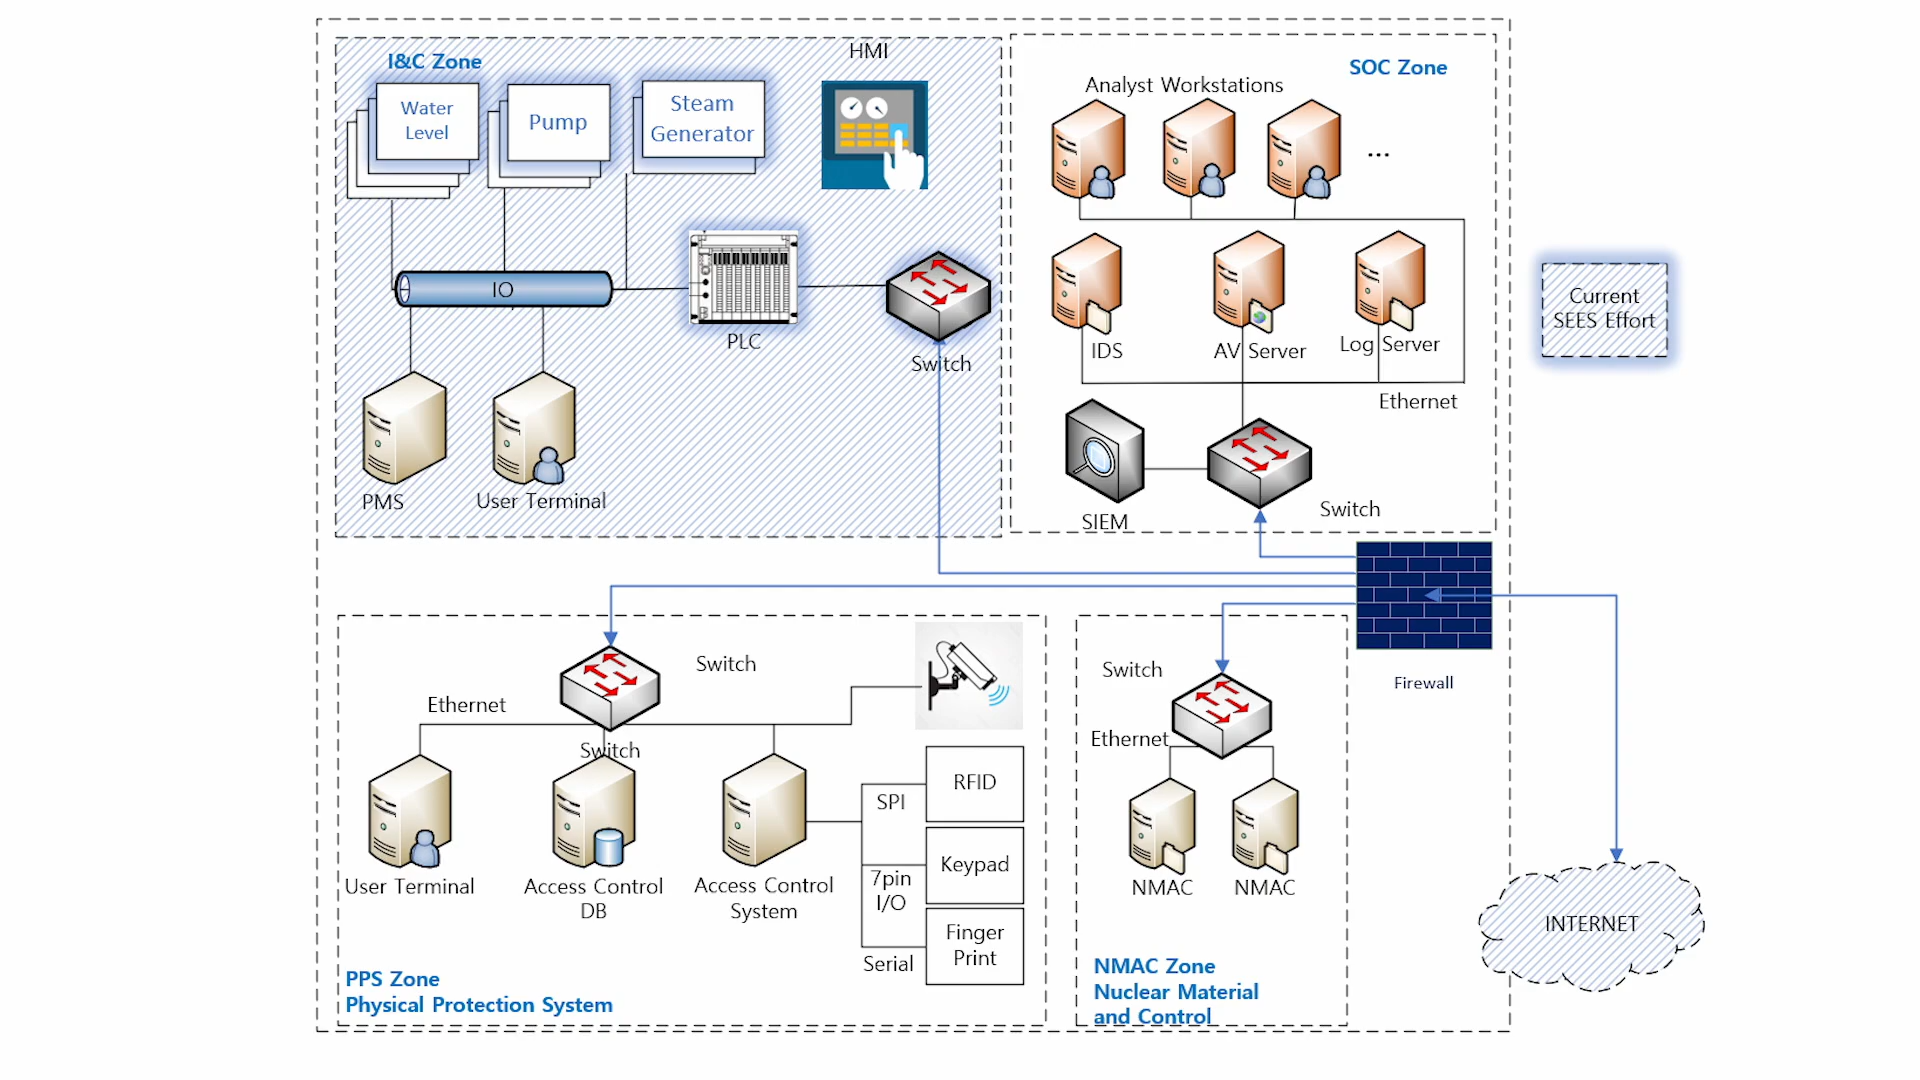 I&C Zone
HMI
Water
Level
Pump
Steam
Generator
IO
PLC
Switch
PMS
User Terminal
SOC Zone
Analyst Workstations
...
IDS
AV Server
Log Server
Ethernet
SIEM
Switch
Current
SEES Effort
Firewall
Switch
Ethernet
Switch
User Terminal
Access Control
DB
Access Control
System
SPI
7pin
I/O
Serial
RFID
Keypad
Finger
Print
PPS Zone
Physical Protection System
Switch
Ethernet
NMAC
NMAC
NMAC Zone
Nuclear Material
and Control
INTERNET